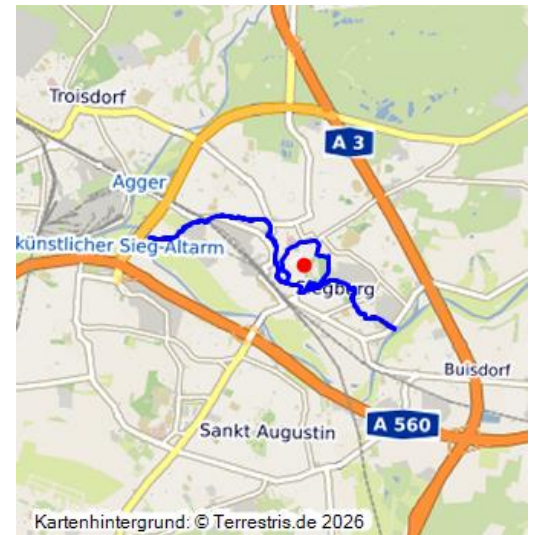 Troisdorf
A 3
Agger
künstlicher Sieg-Altarm
Siegburg
Buisdorf
A 560
Sankt Augustin
Kartenhintergrund: © Terrestris.de 2026